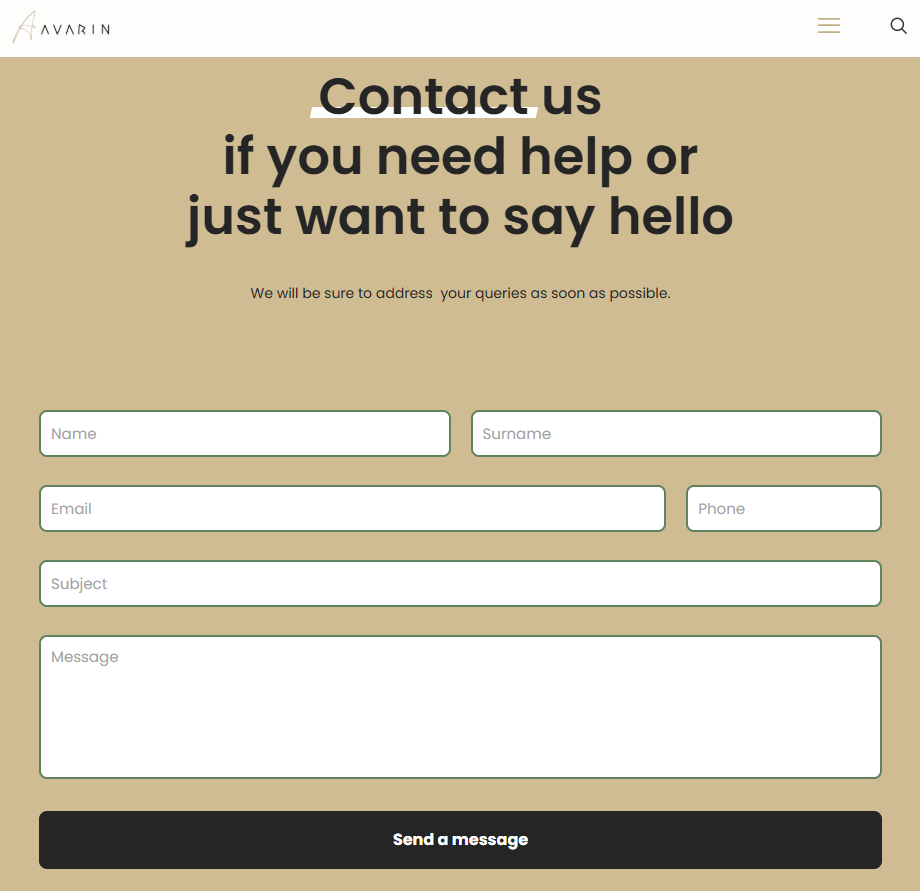 AVARIN
Contact us
if you need help or
just want to say hello
We will be sure to address  your queries as soon as possible.
Name
Surname
Email
Phone
Subject
Message
Send a message